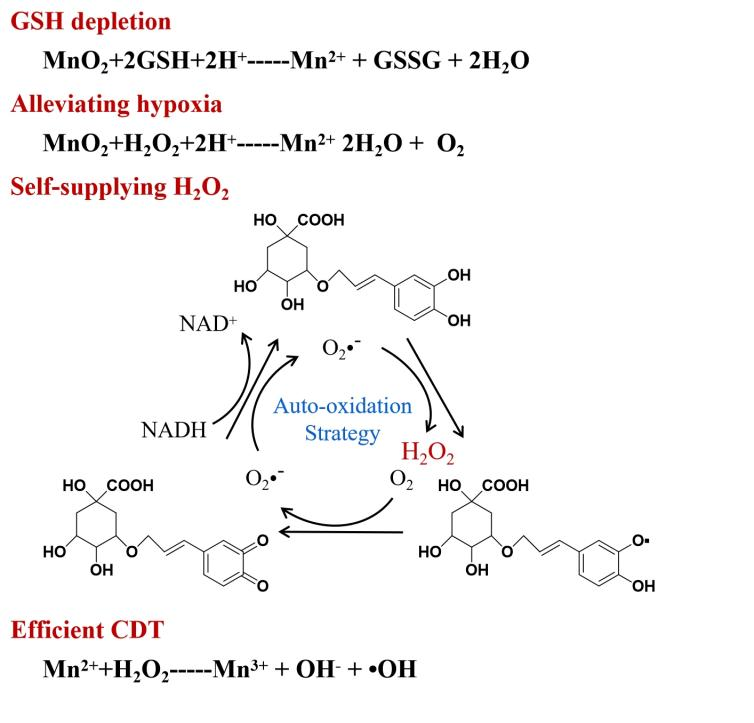 GSH depletion
MnO₂+2GSH+2H⁺-----Mn²⁺ + GSSG + 2H₂O
Alleviating hypoxia
MnO₂+H₂O₂+2H⁺-----Mn²⁺ 2H₂O + O₂
Self-supplying H₂O₂
HO COOH
HO O OH
OH OH
NAD⁺
O₂•⁻
Auto-oxidation
Strategy
NADH
H₂O₂
O₂•⁻ O₂
HO COOH
HO O O
OH O
HO COOH
HO O O•
OH OH
Efficient CDT
Mn²⁺+H₂O₂-----Mn³⁺ + OH⁻ + •OH